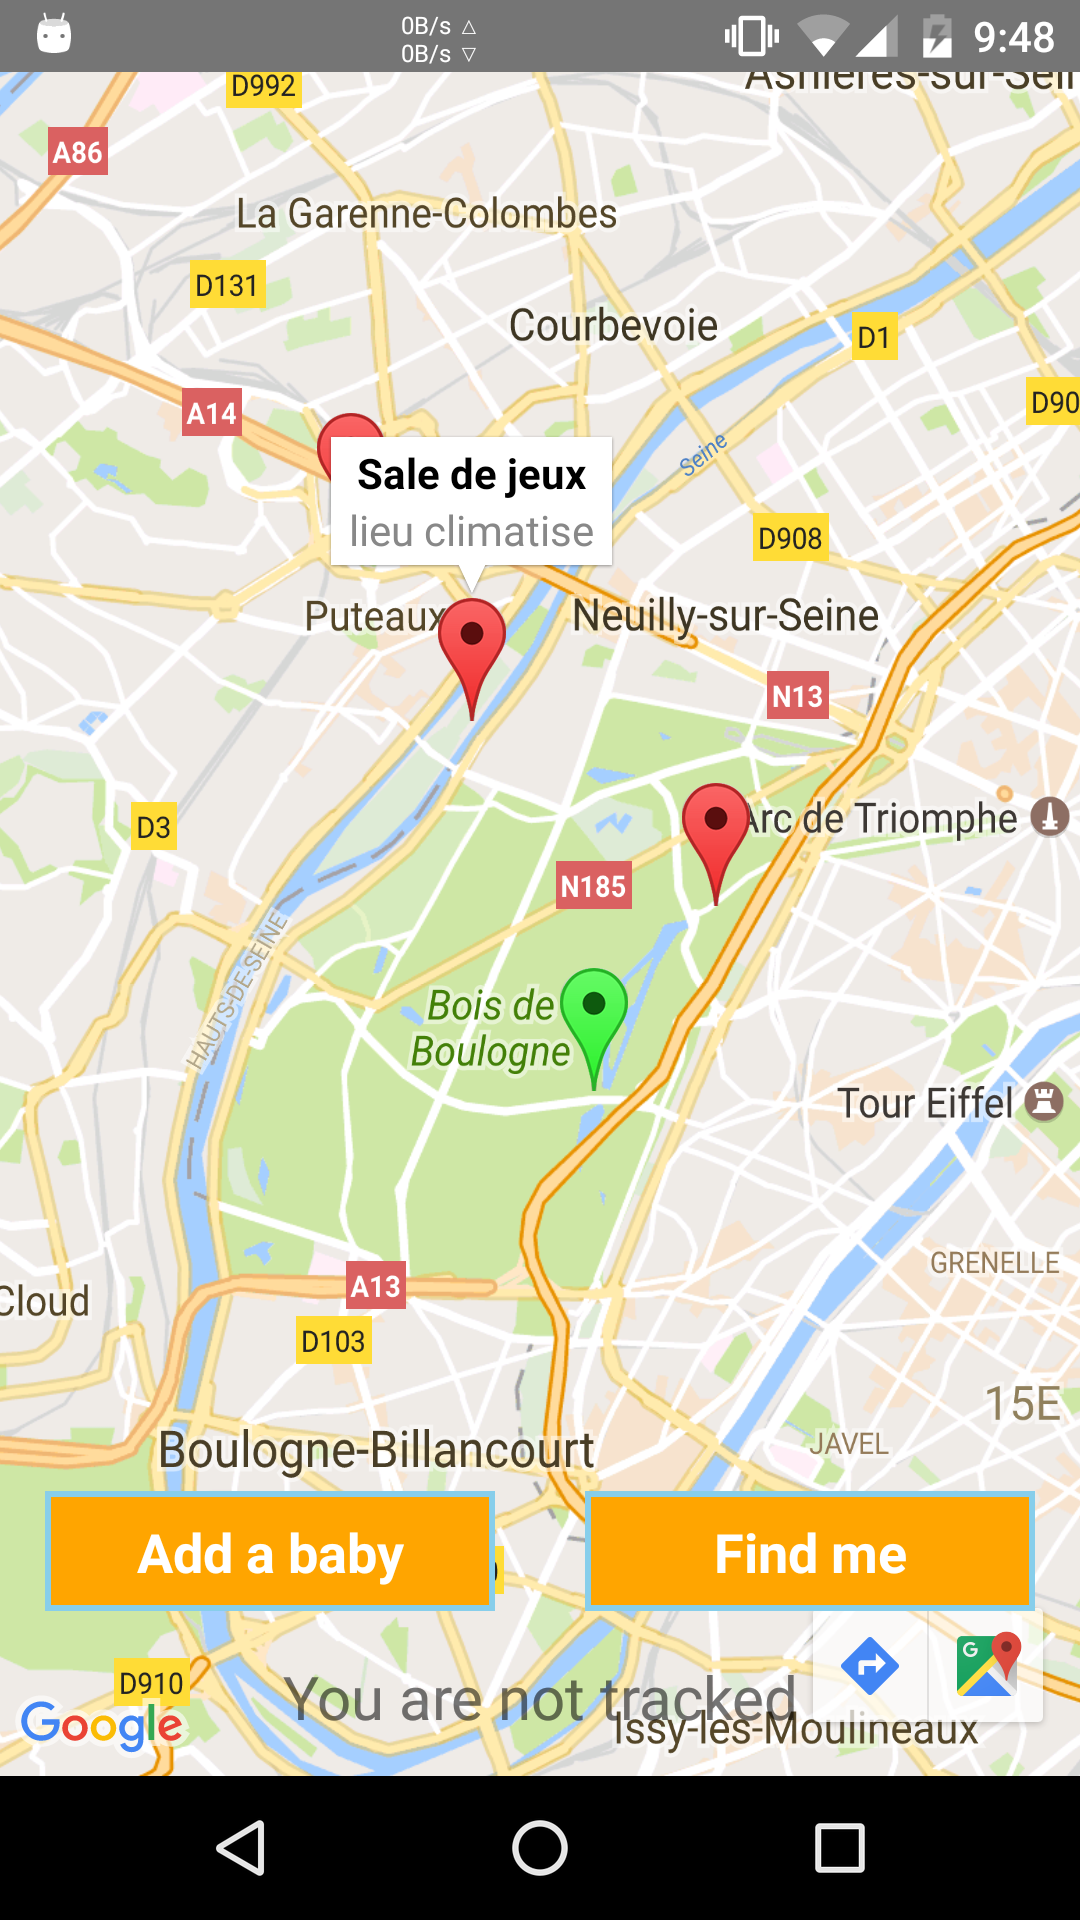 0B/s △
0B/s ▽
9:48
D992
Asnières-sur-Sein
A86
La Garenne-Colombes
D131
Courbevoie
D1
D90
A14
Seine
Sale de jeux
lieu climatise
D908
Puteaux
Neuilly-sur-Seine
N13
D3
Arc de Triomphe
N185
HAUTS-DE-SEINE
Bois de
Boulogne
Tour Eiffel
GRENELLE
A13
Cloud
D103
15E
JAVEL
Boulogne-Billancourt
Add a baby
Find me
G
D910
You are not tracked
Google
Issy-les-Moulineaux